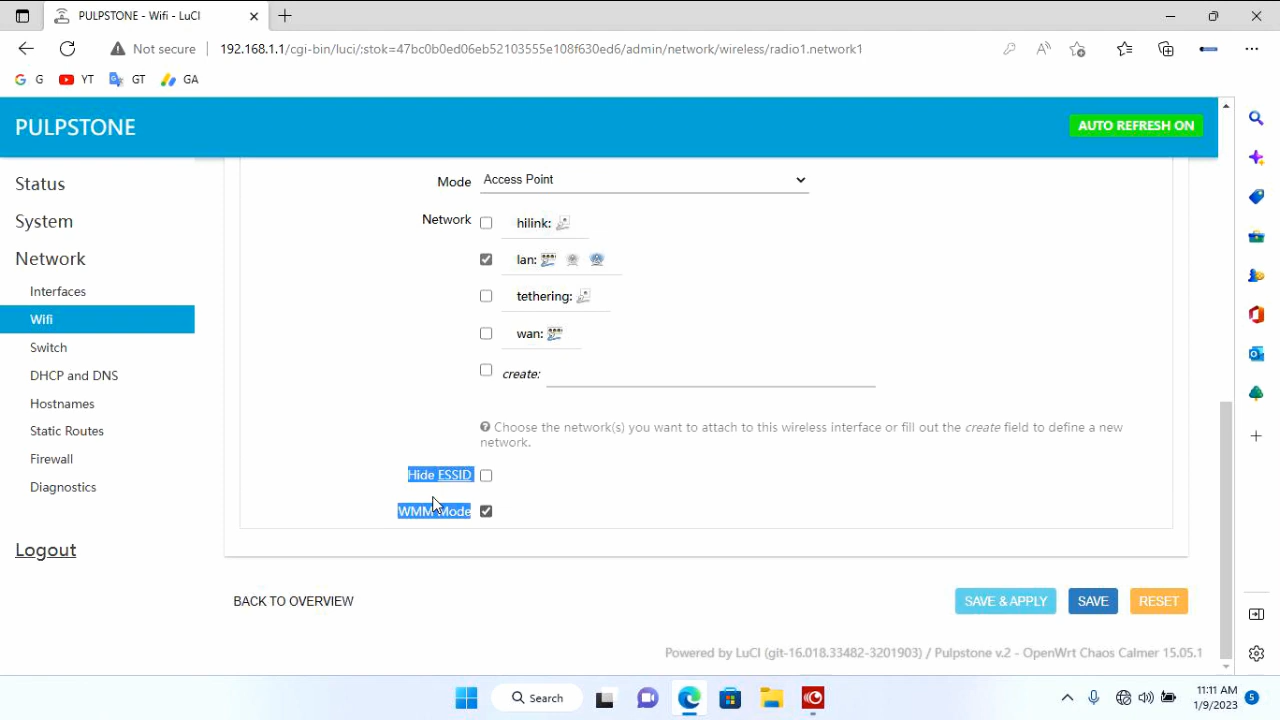 PULPSTONE - Wifi - LuCI
Not secure
192.168.1.1/cgi-bin/luci/;stok=47bc0b0ed06eb52103555e108f630ed6/admin/network/wireless/radio1.network1
G YT GT GA
PULPSTONE
AUTO REFRESH ON
Status
System
Network
Interfaces
Wifi
Switch
DHCP and DNS
Hostnames
Static Routes
Firewall
Diagnostics
Logout
Mode Access Point
Network hilink:
lan:
tethering:
wan:
create:
Choose the network(s) you want to attach to this wireless interface or fill out the create field to define a new
network.
Hide ESSID
WMM Mode
BACK TO OVERVIEW
SAVE & APPLY SAVE RESET
Powered by LuCI (git-16.018.33482-3201903) / Pulpstone v.2 - OpenWrt Chaos Calmer 15.05.1
Search
11:11 AM
1/9/2023
5